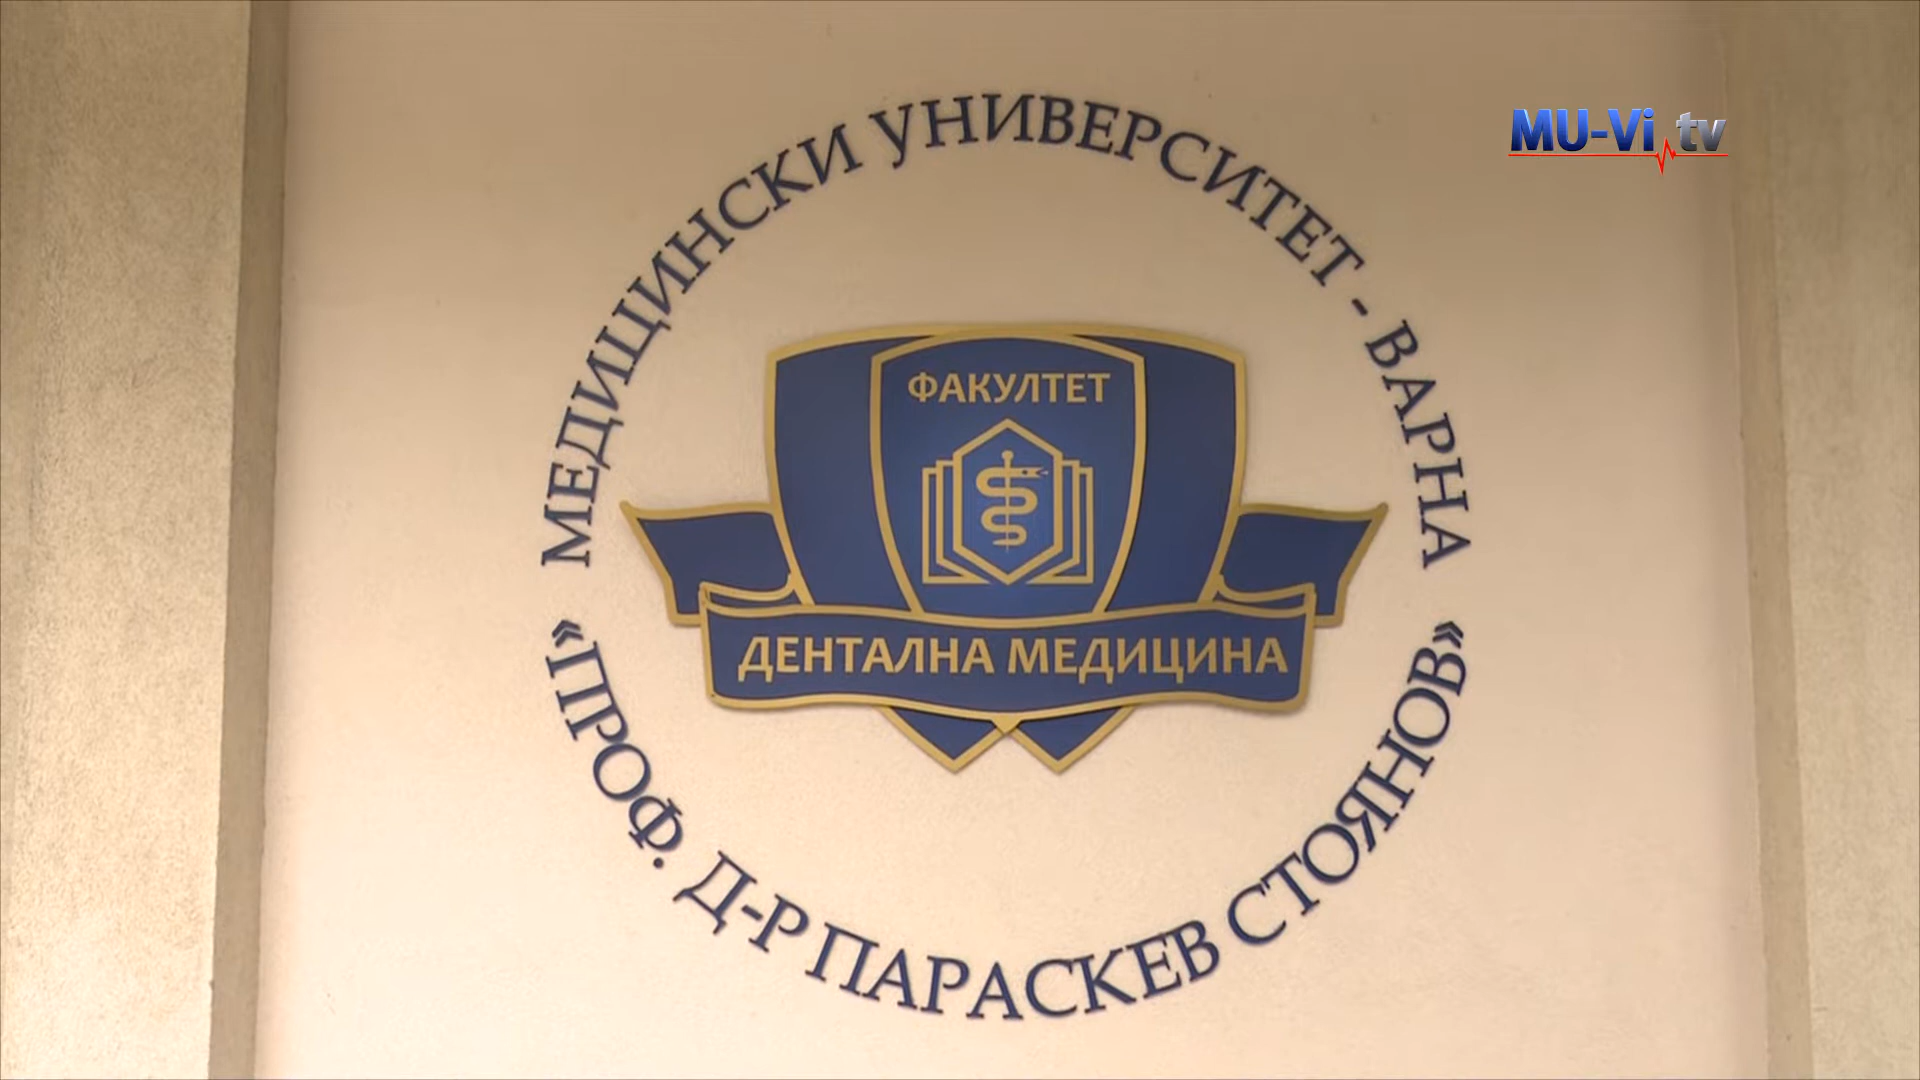 МЕДИЦИНСКИ УНИВЕРСИТЕТ - ВАРНА
"ПРОФ. Д-Р ПАРАСКЕВ СТОЯНОВ"
ФАКУЛТЕТ
ДЕНТАЛНА МЕДИЦИНА
MU-Vi tv